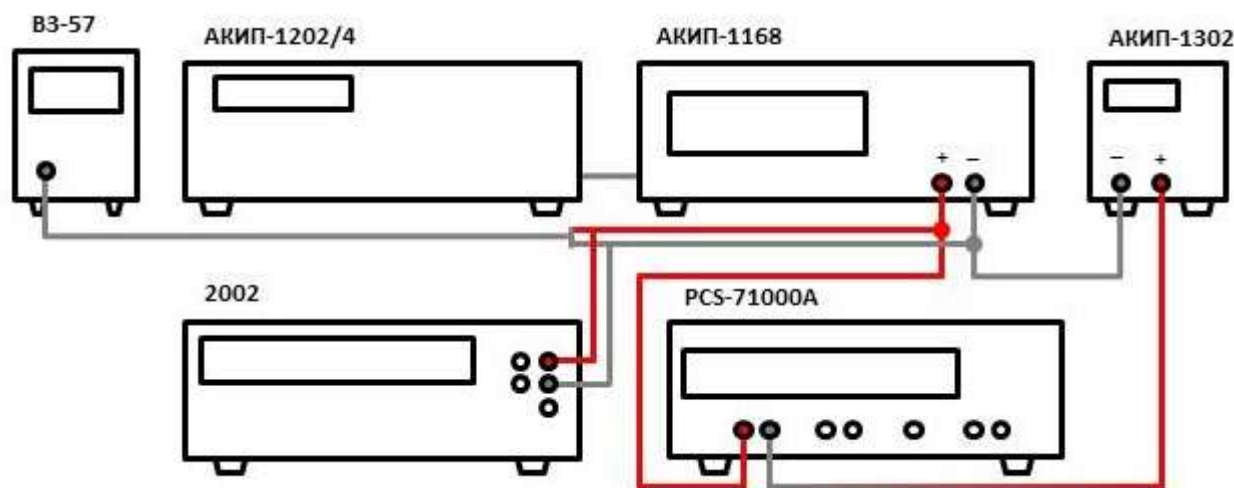 В3-57
АКИП-1202/4
АКИП-1168
АКИП-1302
+ –
– +
2002
PCS-71000A